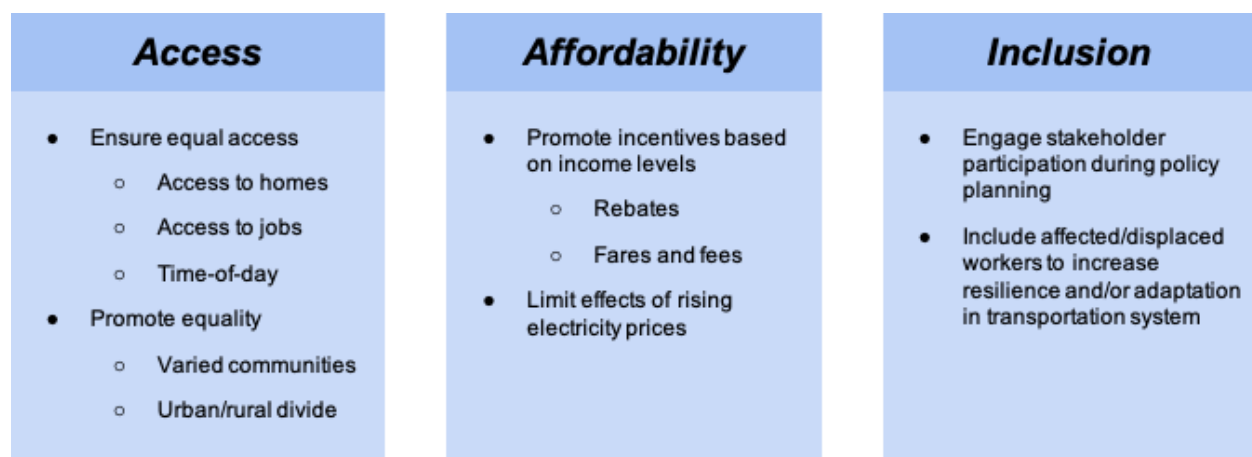 Access
● Ensure equal access
○ Access to homes
○ Access to jobs
○ Time-of-day
● Promote equality
○ Varied communities
○ Urban/rural divide
Affordability
● Promote incentives based
on income levels
○ Rebates
○ Fares and fees
● Limit effects of rising
electricity prices
Inclusion
● Engage stakeholder
participation during policy
planning
● Include affected/displaced
workers to increase
resilience and/or adaptation
in transportation system